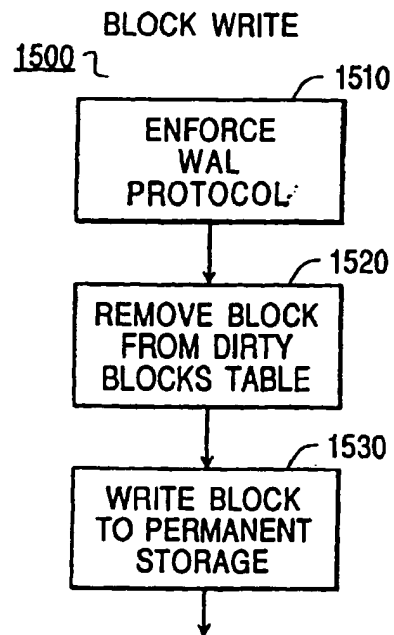 BLOCK WRITE
1500
1510
ENFORCE
WAL
PROTOCOL
1520
REMOVE BLOCK
FROM DIRTY
BLOCKS TABLE
1530
WRITE BLOCK
TO PERMANENT
STORAGE